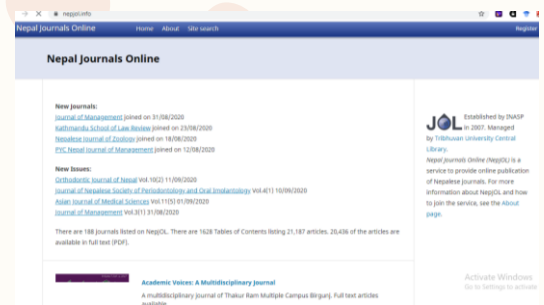 nepjol.info
Nepal Journals Online Home About Site search Register
Nepal Journals Online
New Journals:
Journal of Management joined on 31/08/2020
Kathmandu School of Law Review joined on 23/08/2020
Nepalese Journal of Zoology joined on 18/08/2020
PYC Nepal Journal of Management joined on 12/08/2020
New Issues:
Orthodontic Journal of Nepal Vol.10(2) 11/09/2020
Journal of Nepalese Society of Periodontology and Oral Implantology Vol.4(1) 10/09/2020
Asian Journal of Medical Sciences Vol.11(5) 01/09/2020
Journal of Management Vol.3(1) 31/08/2020
There are 188 Journals listed on NepJOL. There are 1628 Tables of Contents listing 21,187 articles. 20,436 of the articles are
available in full text (PDF).
JOL
Established by INASP
in 2007. Managed
by Tribhuvan University Central
Library.
Nepal Journals Online (NepJOL) is a
service to provide online publication
of Nepalese journals. For more
information about NepJOL and how
to join the service, see the About
page.
Academic Voices: A Multidisciplinary Journal
A multidisciplinary journal of Thakur Ram Multiple Campus Birgunj. Full text articles
available
Activate Windows
Go to Settings to activate